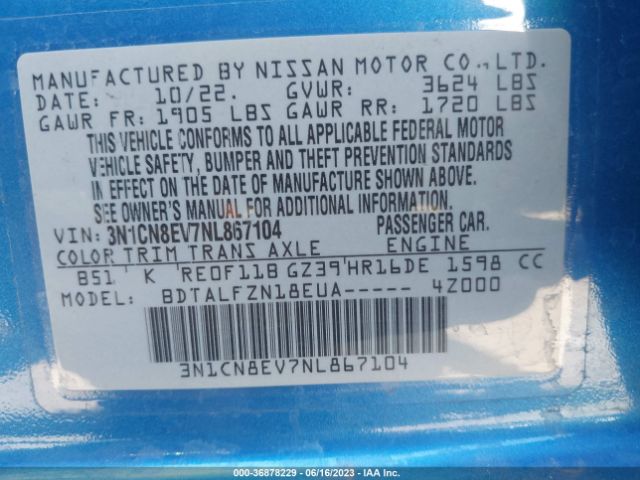 MANUFACTURED BY NISSAN MOTOR CO., LTD.
DATE: 10/22. GVWR: 3624 LBS
GAWR FR: 1905 LBS GAWR RR: 1720 LBS
THIS VEHICLE CONFORMS TO ALL APPLICABLE FEDERAL MOTOR
VEHICLE SAFETY, BUMPER AND THEFT PREVENTION STANDARDS
IN EFFECT ON THE DATE OF MANUFACTURE SHOWN ABOVE.
SEE OWNER'S MANUAL FOR ADDITIONAL INFORMATION.
VIN: 3N1CN8EV7NL867104 PASSENGER CAR.
COLOR TRIM TRANS AXLE ENGINE
B51 K RE0F11B GZ39 HR16DE 1598 CC
MODEL: BDTALFZN18EUA----- 4Z000
3N1CN8EV7NL867104
000-36878229 - 06/16/2023 - IAA Inc.